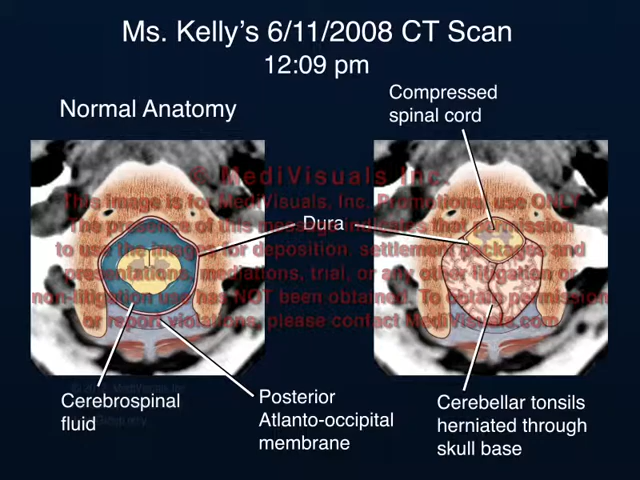 Ms. Kelly's 6/11/2008 CT Scan
12:09 pm
Normal Anatomy
Compressed
spinal cord
© MediVisuals Inc.
This image is for MediVisuals, Inc. Promotional use ONLY
The presence of this message indicates that permission
Dura
to use the images for deposition, settlement packages and
presentations, mediations, trial, or any other litigation or
non-litigation use has NOT been obtained. To obtain permission
or report violations, please contact MediVisuals.com
MediVisuals Inc.
Cerebrospinal
fluid
Posterior
Atlanto-occipital
membrane
Cerebellar tonsils
herniated through
skull base